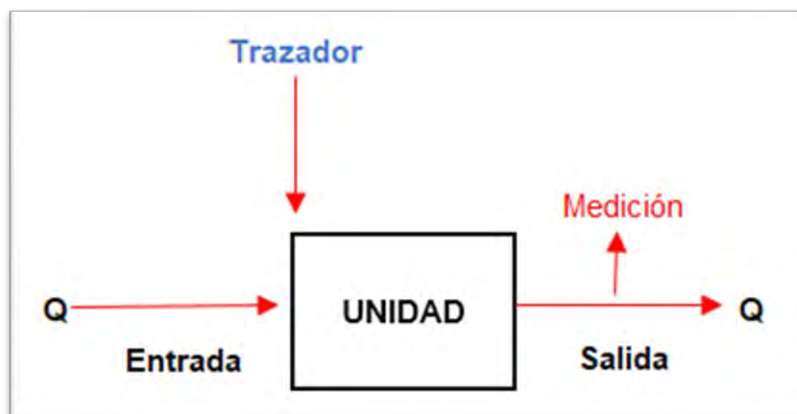 Trazador
Medición
Q
UNIDAD
Q
Entrada
Salida